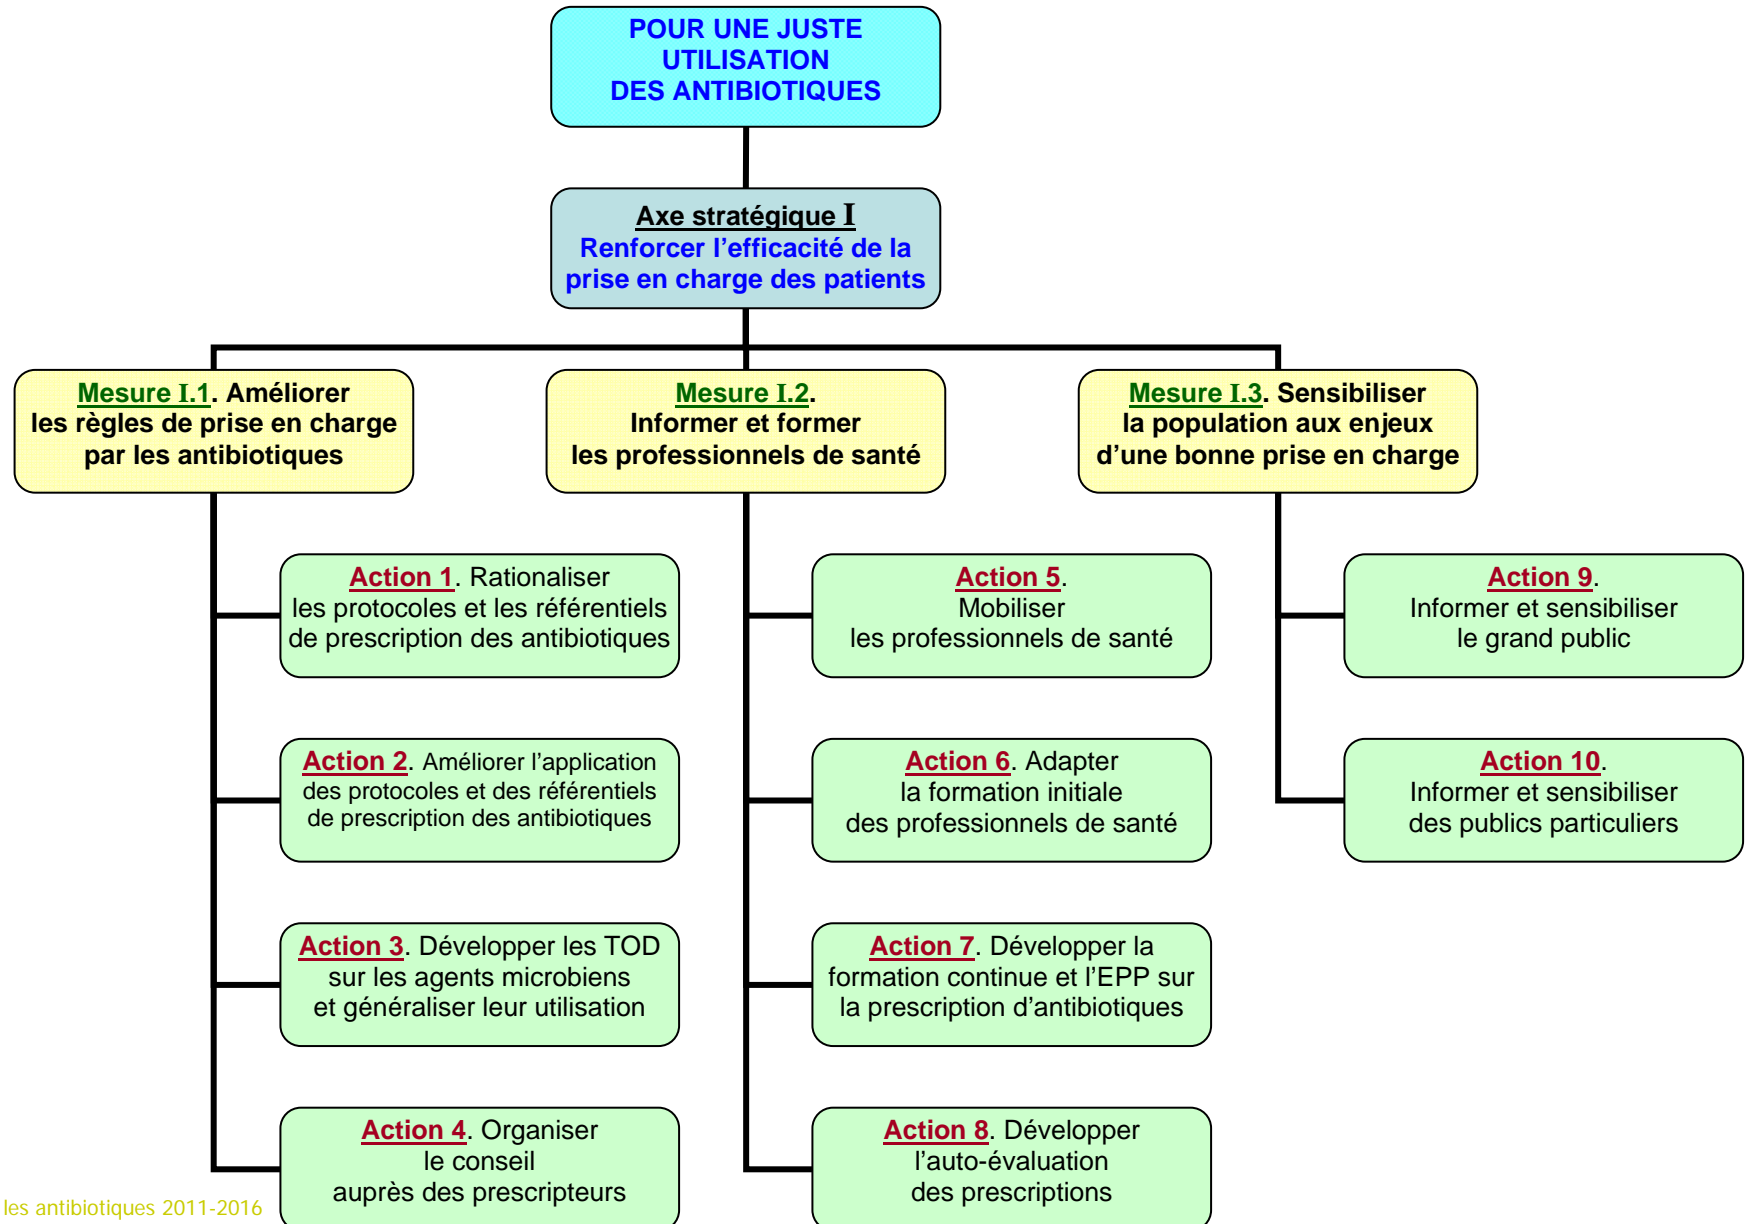 POUR UNE JUSTE
UTILISATION
DES ANTIBIOTIQUES
Axe stratégique I
Renforcer l’efficacité de la
prise en charge des patients
Mesure I.1. Améliorer
les règles de prise en charge
par les antibiotiques
Mesure I.2.
Informer et former
les professionnels de santé
Mesure I.3. Sensibiliser
la population aux enjeux
d’une bonne prise en charge
Action 1. Rationaliser
les protocoles et les référentiels
de prescription des antibiotiques
Action 2. Améliorer l’application
des protocoles et des référentiels
de prescription des antibiotiques
Action 3. Développer les TOD
sur les agents microbiens
et généraliser leur utilisation
Action 4. Organiser
le conseil
auprès des prescripteurs
Action 5.
Mobiliser
les professionnels de santé
Action 6. Adapter
la formation initiale
des professionnels de santé
Action 7. Développer la
formation continue et l’EPP sur
la prescription d’antibiotiques
Action 8. Développer
l’auto-évaluation
des prescriptions
Action 9.
Informer et sensibiliser
le grand public
Action 10.
Informer et sensibiliser
des publics particuliers
les antibiotiques 2011-2016